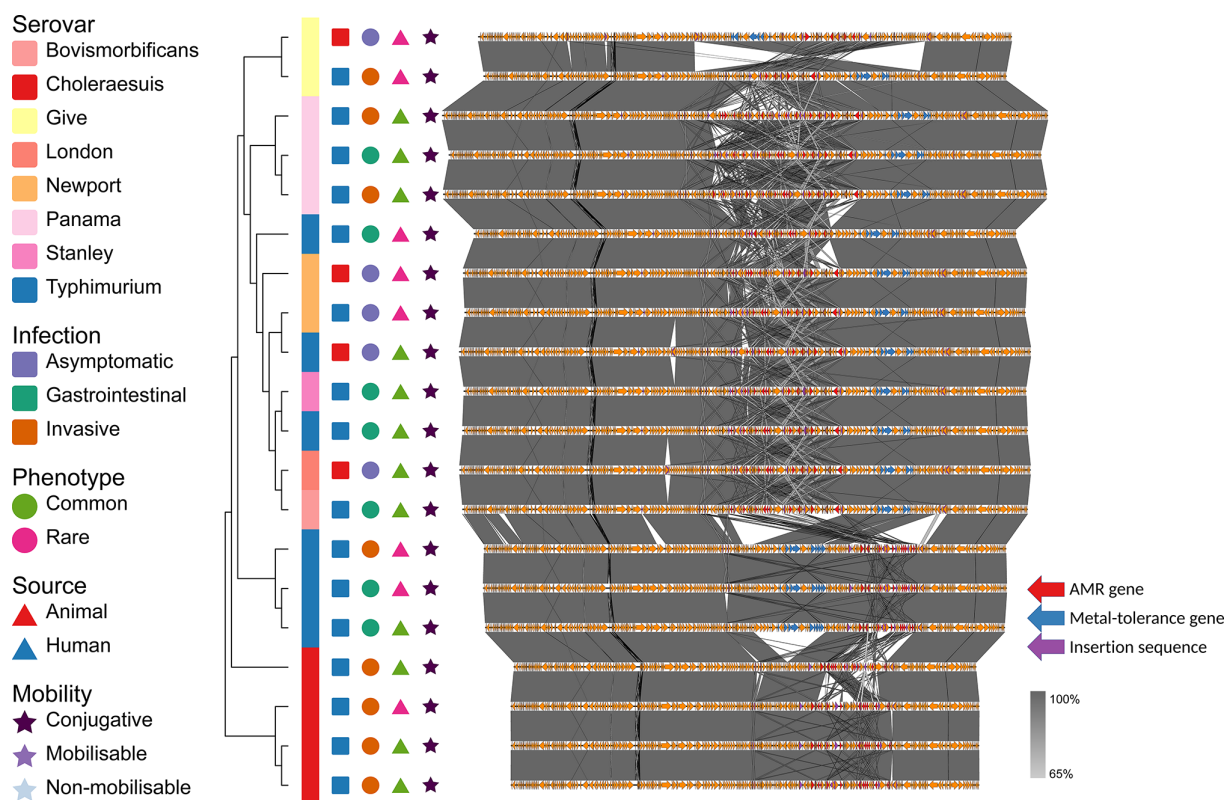 Serovar
Bovismorbificans
Choleraesuis
Give
London
Newport
Panama
Stanley
Typhimurium
Infection
Asymptomatic
Gastrointestinal
Invasive
Phenotype
Common
Rare
Source
Animal
Human
Mobility
Conjugative
Mobilisable
Non-mobilisable
AMR gene
Metal-tolerance gene
Insertion sequence
100%
65%